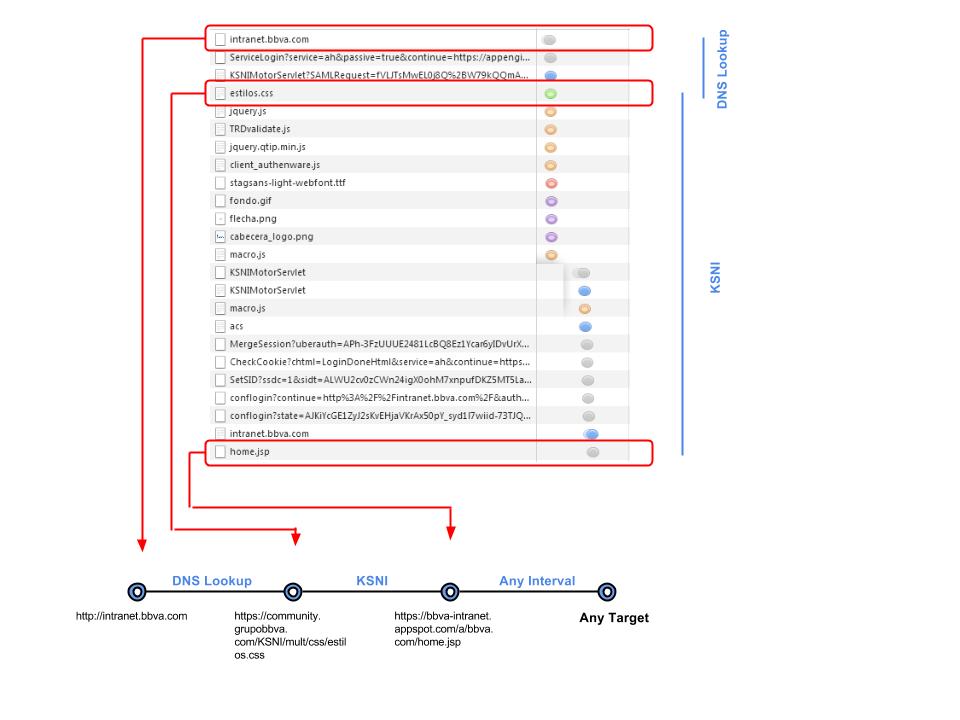 intranet.bbva.com
ServiceLogin?service=ah&passive=true&continue=https://appengi...
KSNIMotorServlet?SAMLRequest=fVLJTsMwEL0j8Q%2BW79kQQmA...
estilos.css
jquery.js
TRDvalidate.js
jquery.qtip.min.js
client_authenware.js
stagsans-light-webfont.ttf
fondo.gif
flecha.png
cabecera_logo.png
macro.js
KSNIMotorServlet
KSNIMotorServlet
macro.js
acs
MergeSession?uberauth=APh-3FzUUUE2481LcBQ8Ez1Ycar6yIDvUrX...
CheckCookie?chtml=LoginDoneHtml&service=ah&continue=https...
SetSID?ssdc=1&sidt=ALWU2cv0zCWn24igX0ohM7xnpufDKZ5MT5La...
conflogin?continue=http%3A%2F%2Fintranet.bbva.com%2F&auth...
conflogin?state=AJKiYcGE1ZyJ2sKvEHjaVKrAx50pY_syd1I7wiid-73TJQ...
intranet.bbva.com
home.jsp
DNS Lookup
KSNI
DNS Lookup
KSNI
Any Interval
http://intranet.bbva.com
https://community.
grupobbva.
com/KSNI/mult/css/estil
os.css
https://bbva-intranet.
appspot.com/a/bbva.
com/home.jsp
Any Target